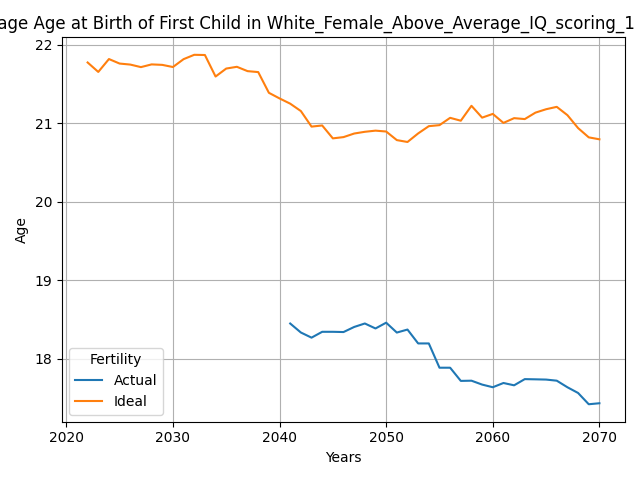 Age at Birth of First Child in White_Female_Above_Average_IQ_scoring_1
22
21
20
19
18
Age
Fertility
Actual
Ideal
2020 2030 2040 2050 2060 2070
Years